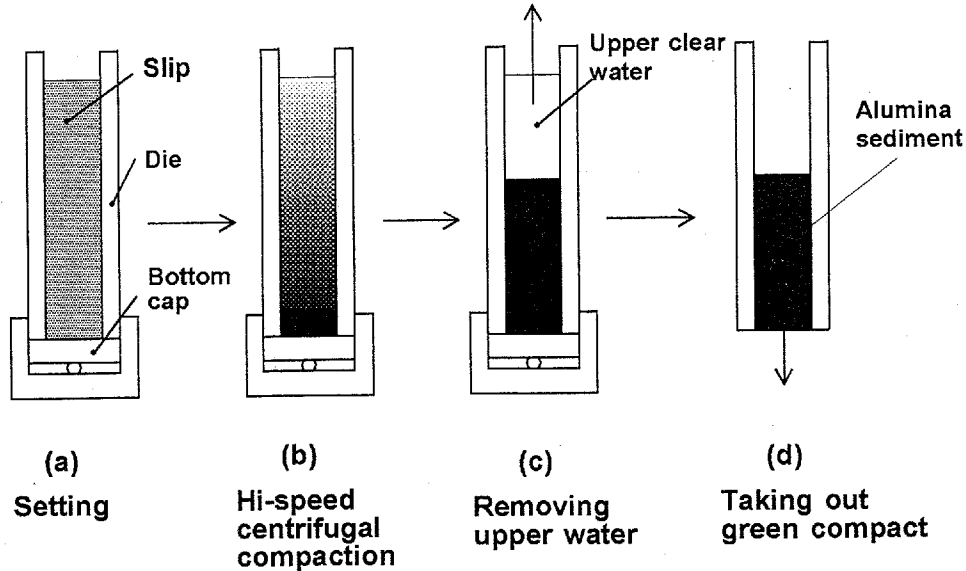 Slip
Die
Bottom
cap
Upper clear
water
Alumina
sediment
(a)
Setting
(b)
Hi-speed
centrifugal
compaction
(c)
Removing
upper water
(d)
Taking out
green compact